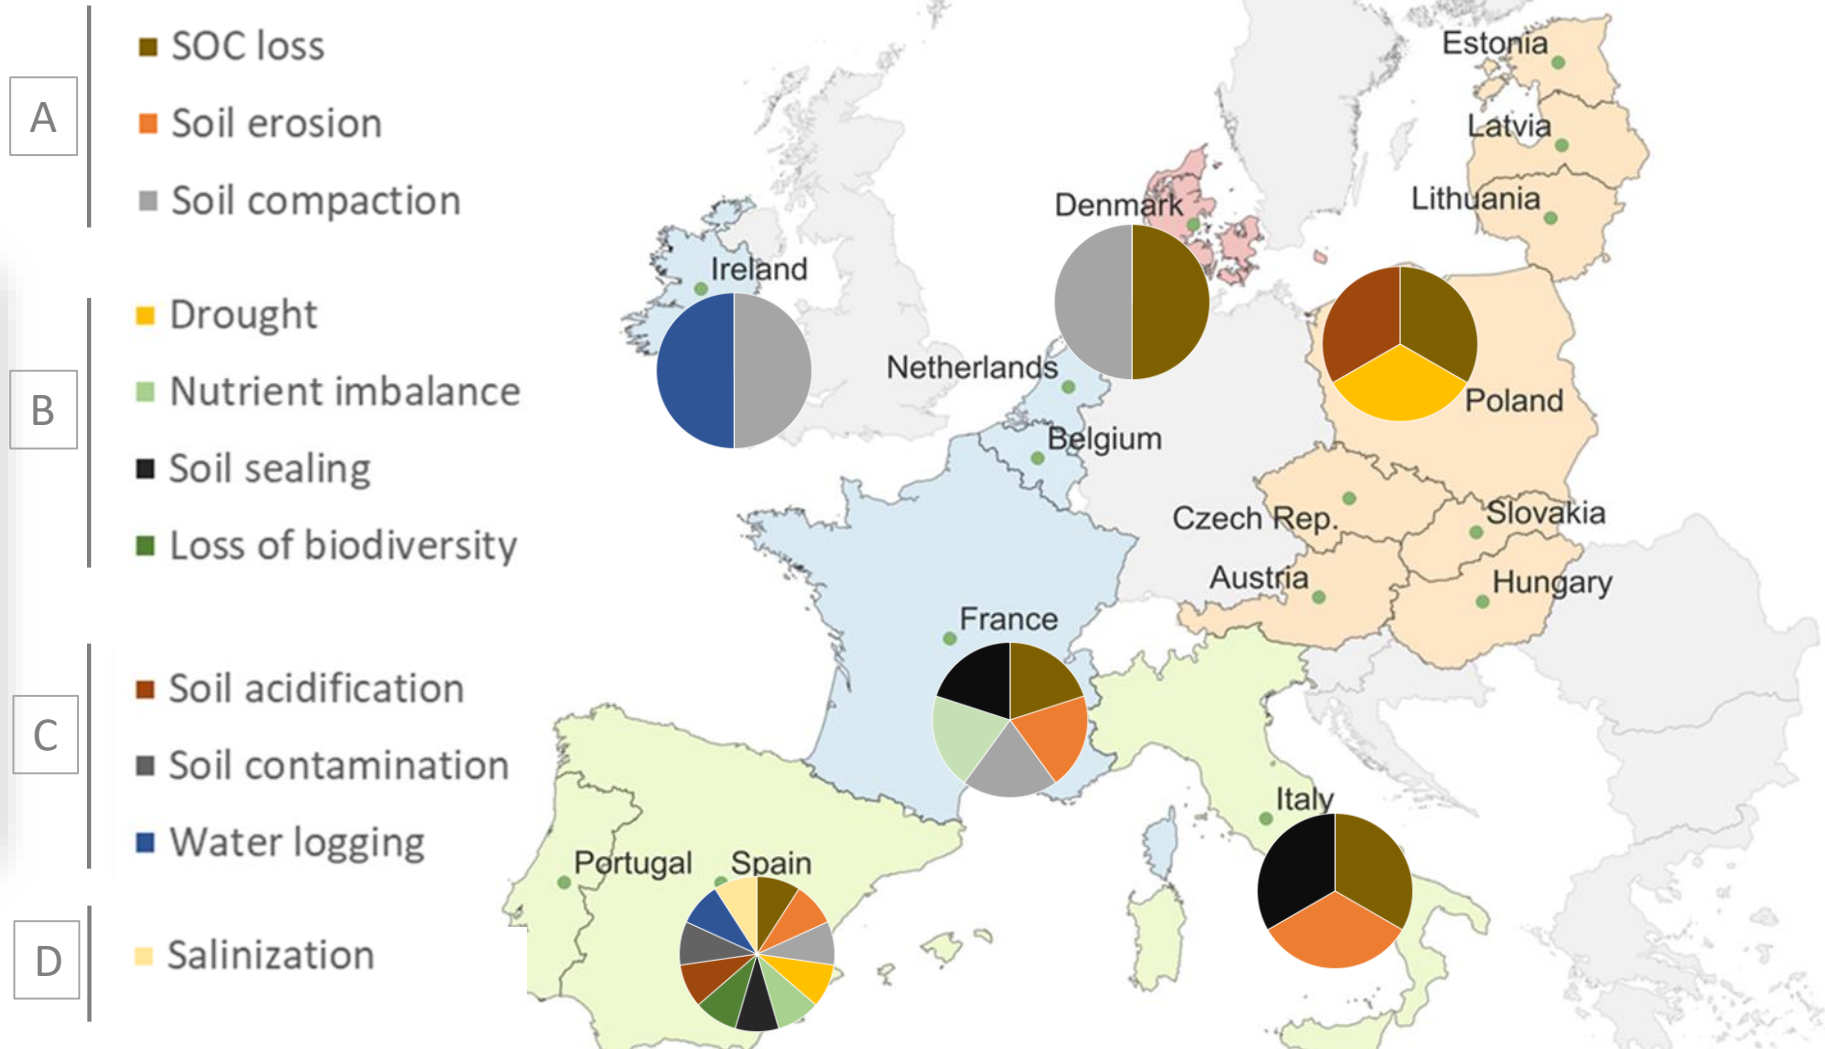 A
SOC loss
Soil erosion
Soil compaction
B
Drought
Nutrient imbalance
Soil sealing
Loss of biodiversity
C
Soil acidification
Soil contamination
Water logging
D
Salinization
Estonia
Latvia
Lithuania
Denmark
Ireland
Netherlands
Poland
Belgium
Czech Rep.
Slovakia
Austria
Hungary
France
Italy
Portugal
Spain